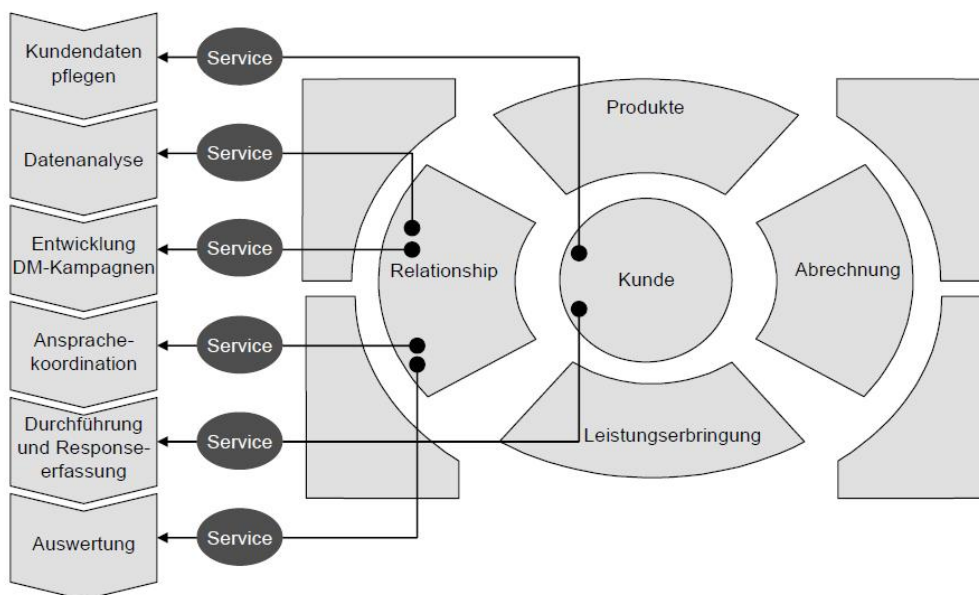 Kundendaten
pflegen
Service
Datenanalyse
Service
Entwicklung
DM-Kampagnen
Service
Ansprache-
koordination
Service
Durchführung
und Response-
erfassung
Service
Auswertung
Service
Produkte
Relationship
Kunde
Abrechnung
Leistungserbringung